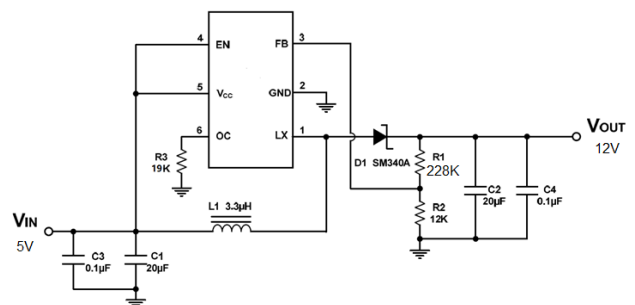 4 EN FB 3
5 VCC GND 2
6 OC LX 1
R3
19K
L1 3.3μH
D1 SM340A
R1
228K
R2
12K
C2
20μF
C4
0.1μF
VOUT
12V
VIN
5V
C3
0.1μF
C1
20μF